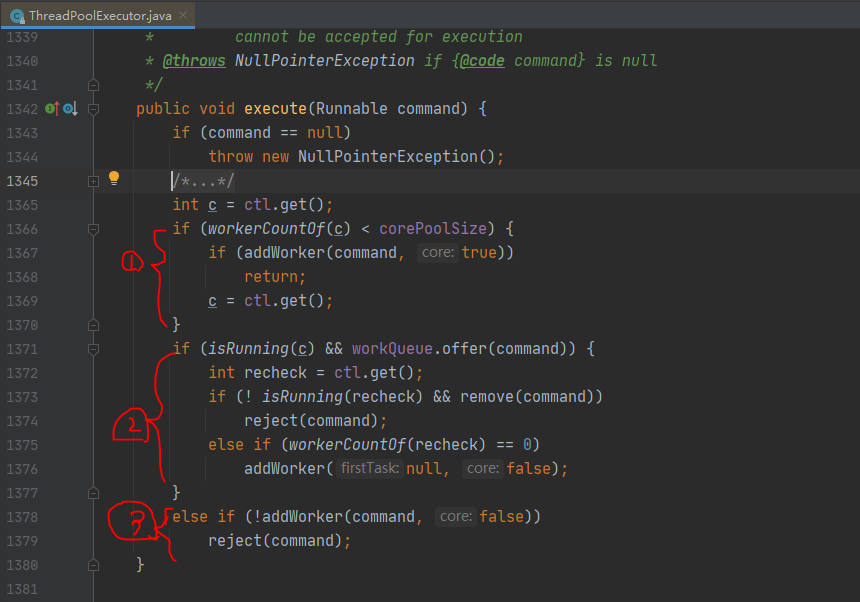 ThreadPoolExecutor.java
1339 * cannot be accepted for execution
1340 * @throws NullPointerException if {@code command} is null
1341 */
1342 public void execute(Runnable command) {
1343 if (command == null)
1344 throw new NullPointerException();
1345 /*...*/
1365 int c = ctl.get();
1366 if (workerCountOf(c) < corePoolSize) {
1367 if (addWorker(command, core: true))
1368 return;
1369 c = ctl.get();
1370 }
1371 if (isRunning(c) && workQueue.offer(command)) {
1372 int recheck = ctl.get();
1373 if (! isRunning(recheck) && remove(command))
1374 reject(command);
1375 else if (workerCountOf(recheck) == 0)
1376 addWorker( firstTask: null, core: false);
1377 }
1378 else if (!addWorker(command, core: false))
1379 reject(command);
1380 }
1381
1
2
3